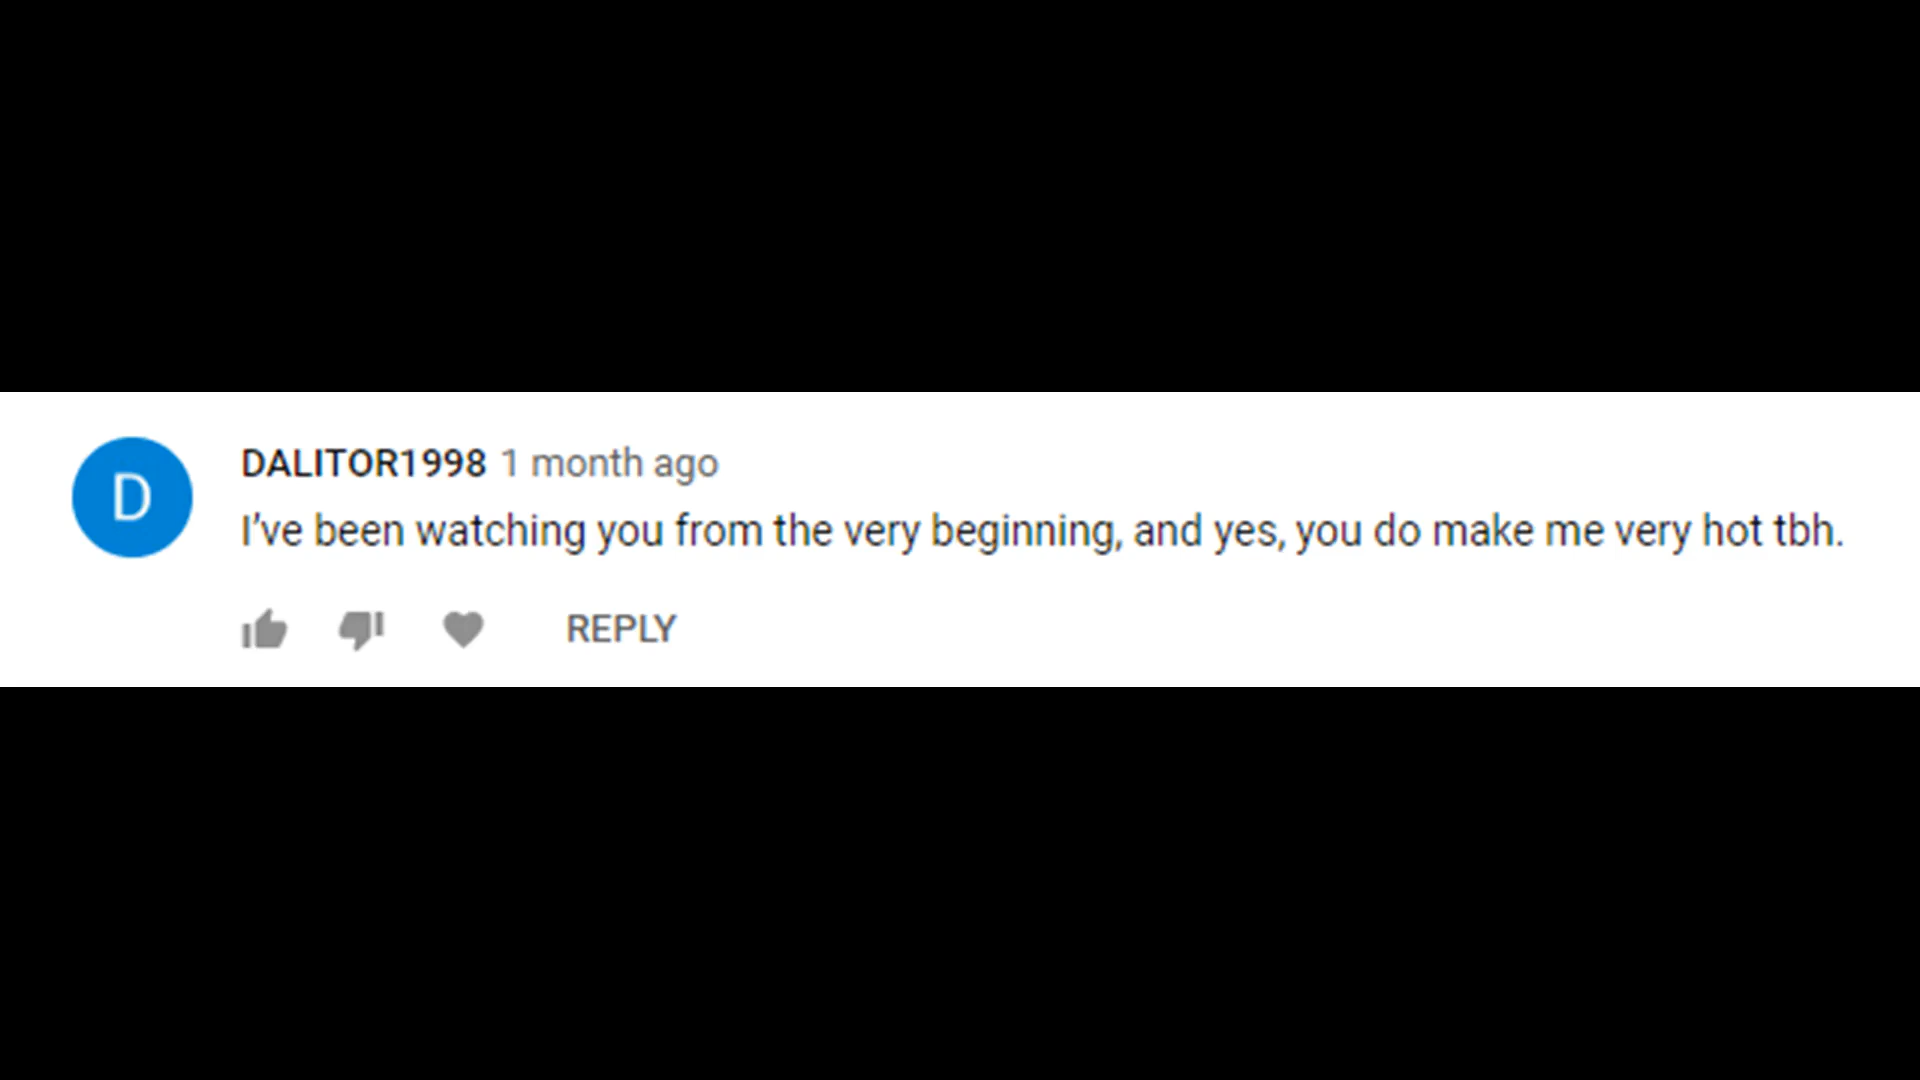 D
DALITOR1998 1 month ago
I’ve been watching you from the very beginning, and yes, you do make me very hot tbh.
REPLY